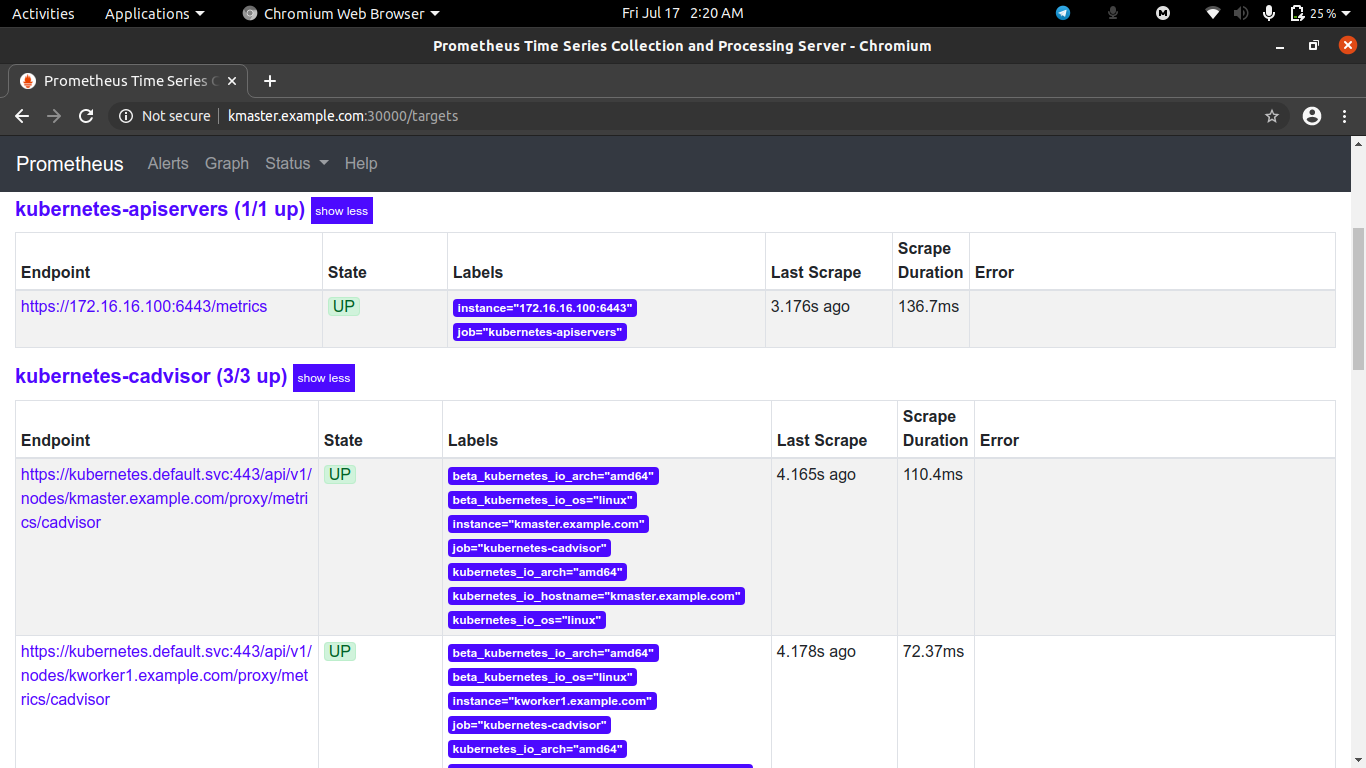 Activities Applications Chromium Web Browser Fri Jul 17 2:20 AM 25 %
Prometheus Time Series Collection and Processing Server - Chromium
Prometheus Time Series
Not secure kmaster.example.com:30000/targets
Prometheus Alerts Graph Status Help
kubernetes-apiservers (1/1 up) show less
Endpoint State Labels Last Scrape Scrape Duration Error
https://172.16.16.100:6443/metrics UP instance="172.16.16.100:6443" 3.176s ago 136.7ms
job="kubernetes-apiservers"
kubernetes-cadvisor (3/3 up) show less
Endpoint State Labels Last Scrape Scrape Duration Error
https://kubernetes.default.svc:443/api/v1/ UP beta_kubernetes_io_arch="amd64" 4.165s ago 110.4ms
nodes/kmaster.example.com/proxy/metri beta_kubernetes_io_os="linux"
cs/cadvisor instance="kmaster.example.com"
job="kubernetes-cadvisor"
kubernetes_io_arch="amd64"
kubernetes_io_hostname="kmaster.example.com"
kubernetes_io_os="linux"
https://kubernetes.default.svc:443/api/v1/ UP beta_kubernetes_io_arch="amd64" 4.178s ago 72.37ms
nodes/kworker1.example.com/proxy/met beta_kubernetes_io_os="linux"
rics/cadvisor instance="kworker1.example.com"
job="kubernetes-cadvisor"
kubernetes_io_arch="amd64"